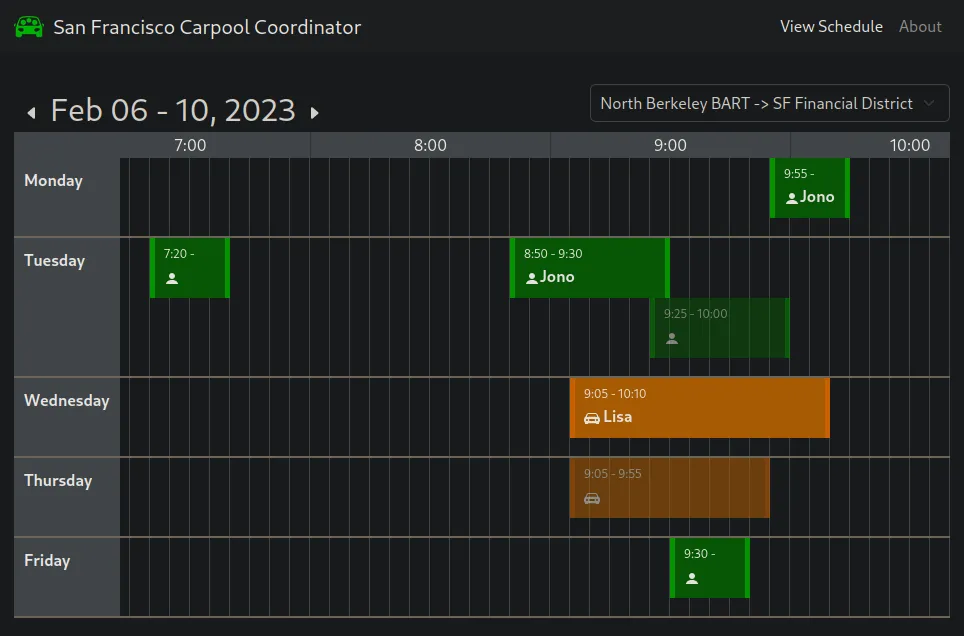 San Francisco Carpool Coordinator
View Schedule About
Feb 06 - 10, 2023
North Berkeley BART -> SF Financial District
7:00 8:00 9:00 10:00
Monday
9:55 -
Jono
Tuesday
7:20 -
8:50 - 9:30
Jono
9:25 - 10:00
Wednesday
9:05 - 10:10
Lisa
Thursday
9:05 - 9:55
Friday
9:30 -